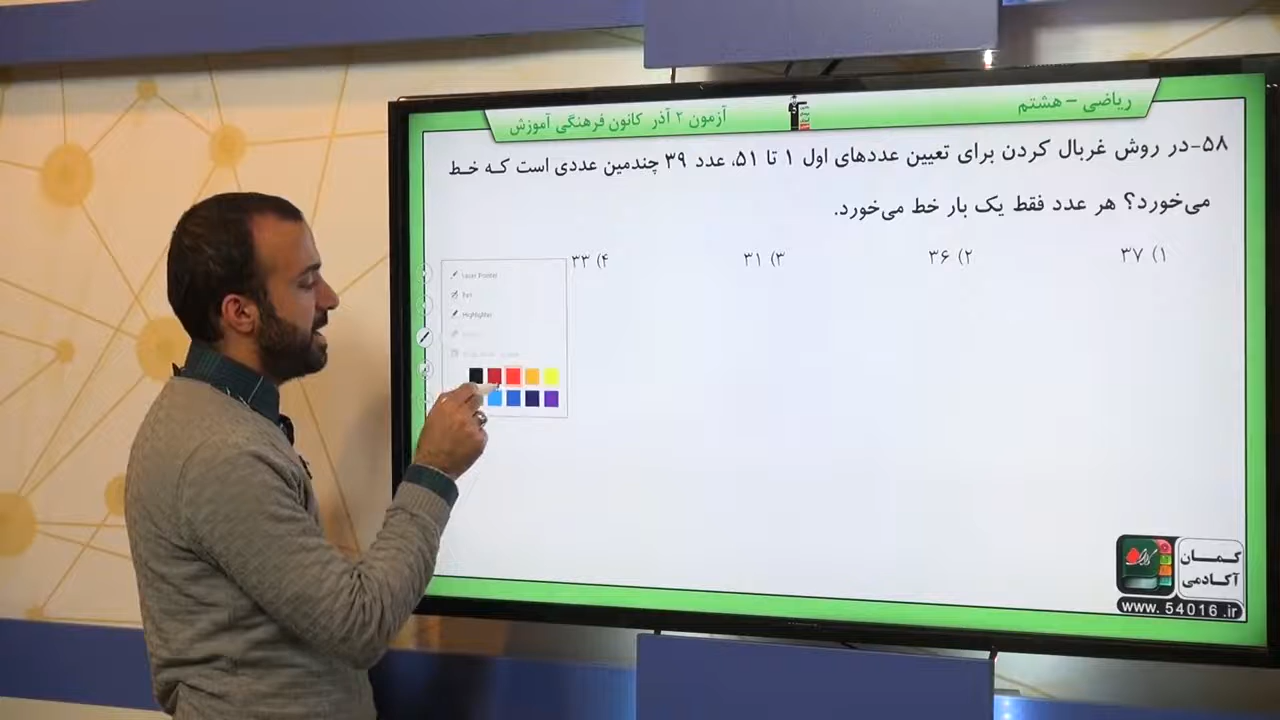 ریاضی – هشتم
آزمون ۲ آذر کانون فرهنگی آموزش
۵۸-در روش غربال کردن برای تعیین عددهای اول ۱ تا ۵۱، عدد ۳۹ چندمین عددی است که خط
می‌خورد؟ هر عدد فقط یک بار خط می‌خورد.
۱) ۳۷
۲) ۳۶
۳) ۳۱
۴) ۳۳
Laser Pointer
Pen
Highlighter
کمان
آکادمی
www. 54016 .ir